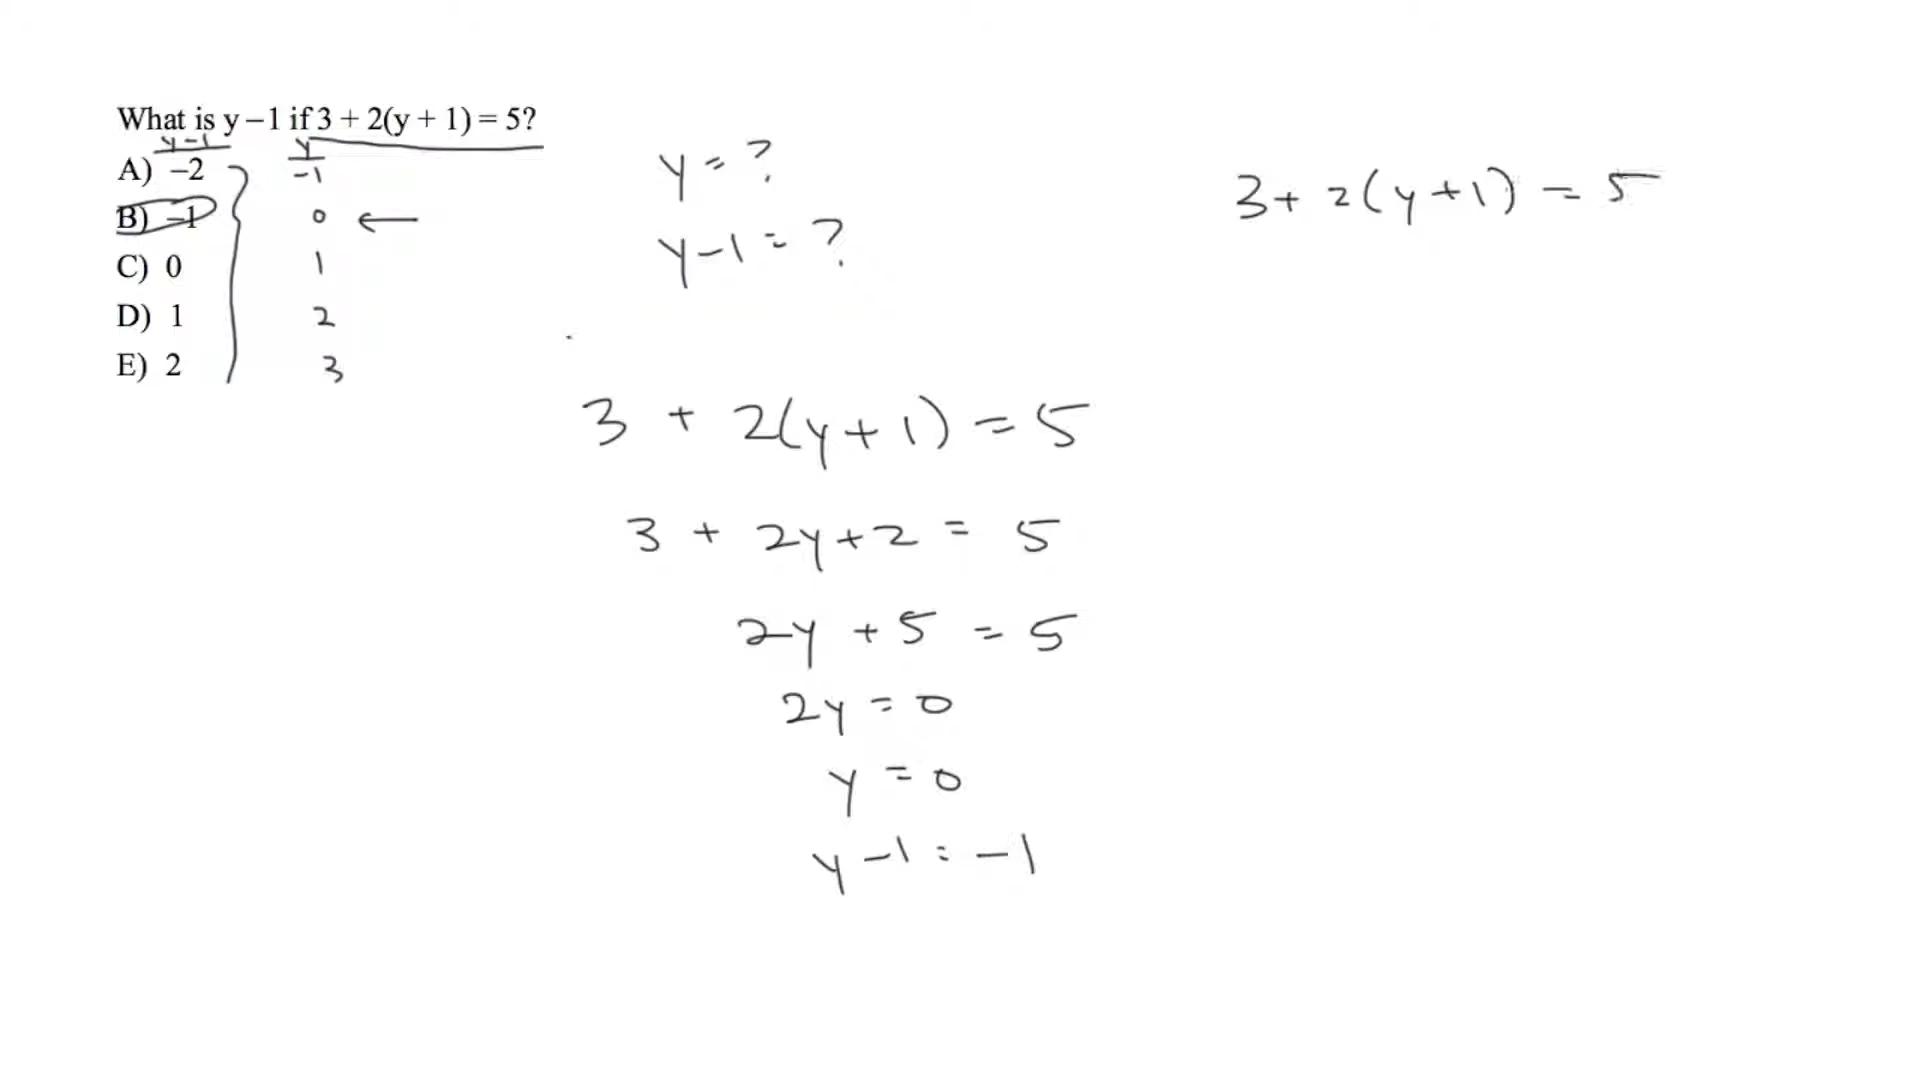 What is y – 1 if 3 + 2(y + 1) = 5?
y-1 y
A) –2 -1
B) –1 0 ←
C) 0 1
D) 1 2
E) 2 3
y = ?
y-1 = ?
3 + 2(y+1) = 5
3 + 2y+2 = 5
2y + 5 = 5
2y = 0
y = 0
y-1 = -1
3+ 2(y+1) = 5